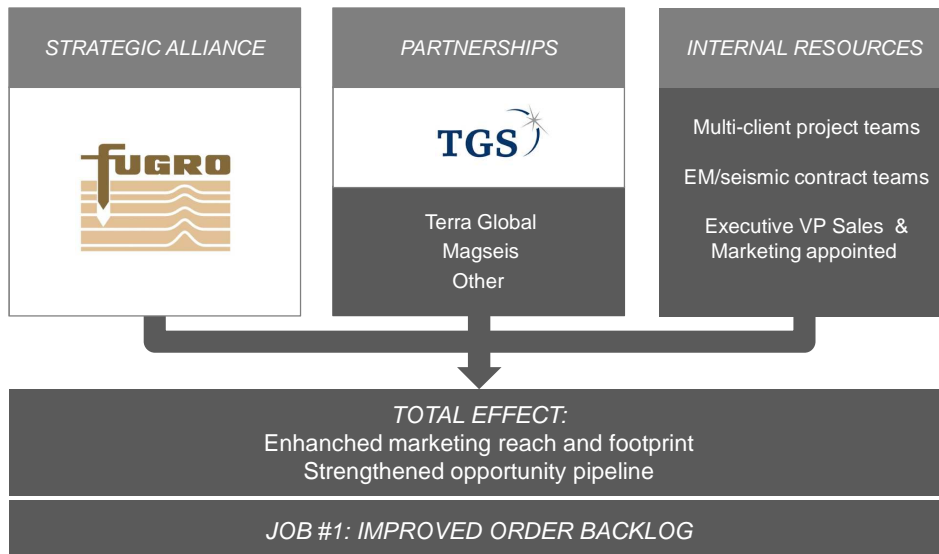 STRATEGIC ALLIANCE
fUGRO
PARTNERSHIPS
TGS
Terra Global
Magseis
Other
INTERNAL RESOURCES
Multi-client project teams
EM/seismic contract teams
Executive VP Sales &
Marketing appointed
TOTAL EFFECT:
Enhanched marketing reach and footprint
Strengthened opportunity pipeline
JOB #1: IMPROVED ORDER BACKLOG